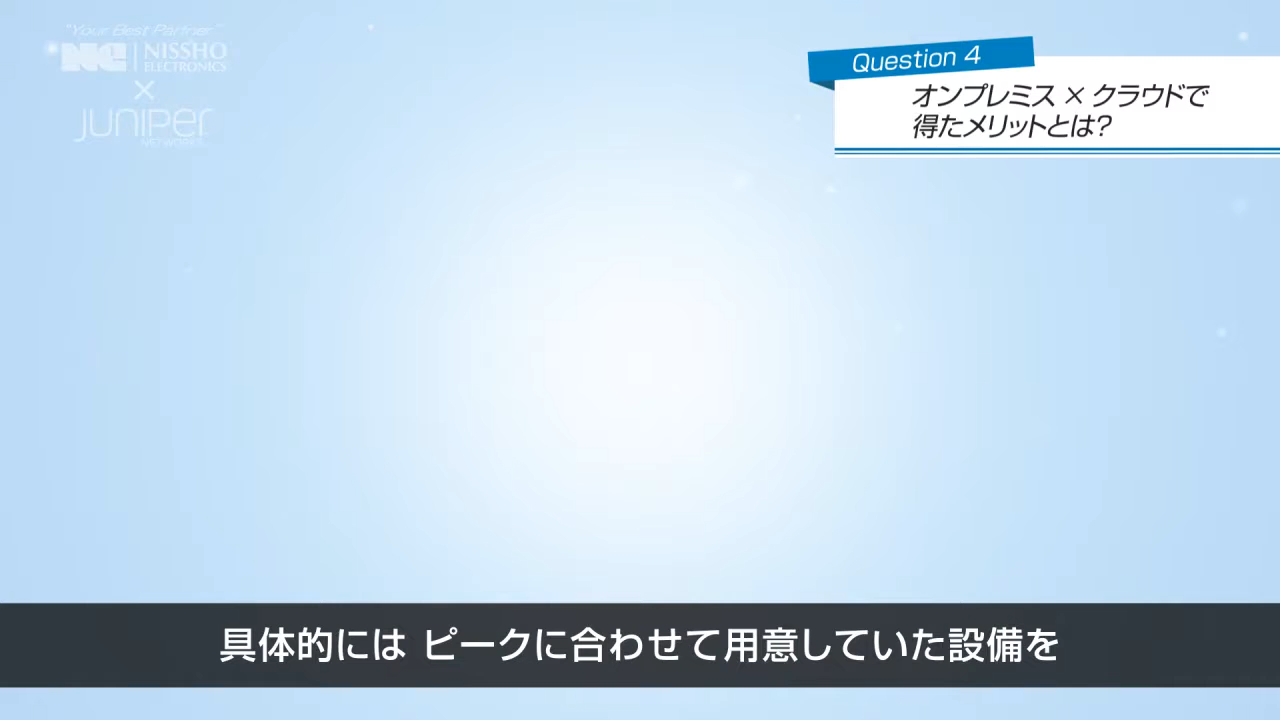 "Your Best Partner"
NISSHO
ELECTRONICS
×
JUNIPER
NETWORKS
Question 4
オンプレミス × クラウドで
得たメリットとは？
具体的には ピークに合わせて用意していた設備を